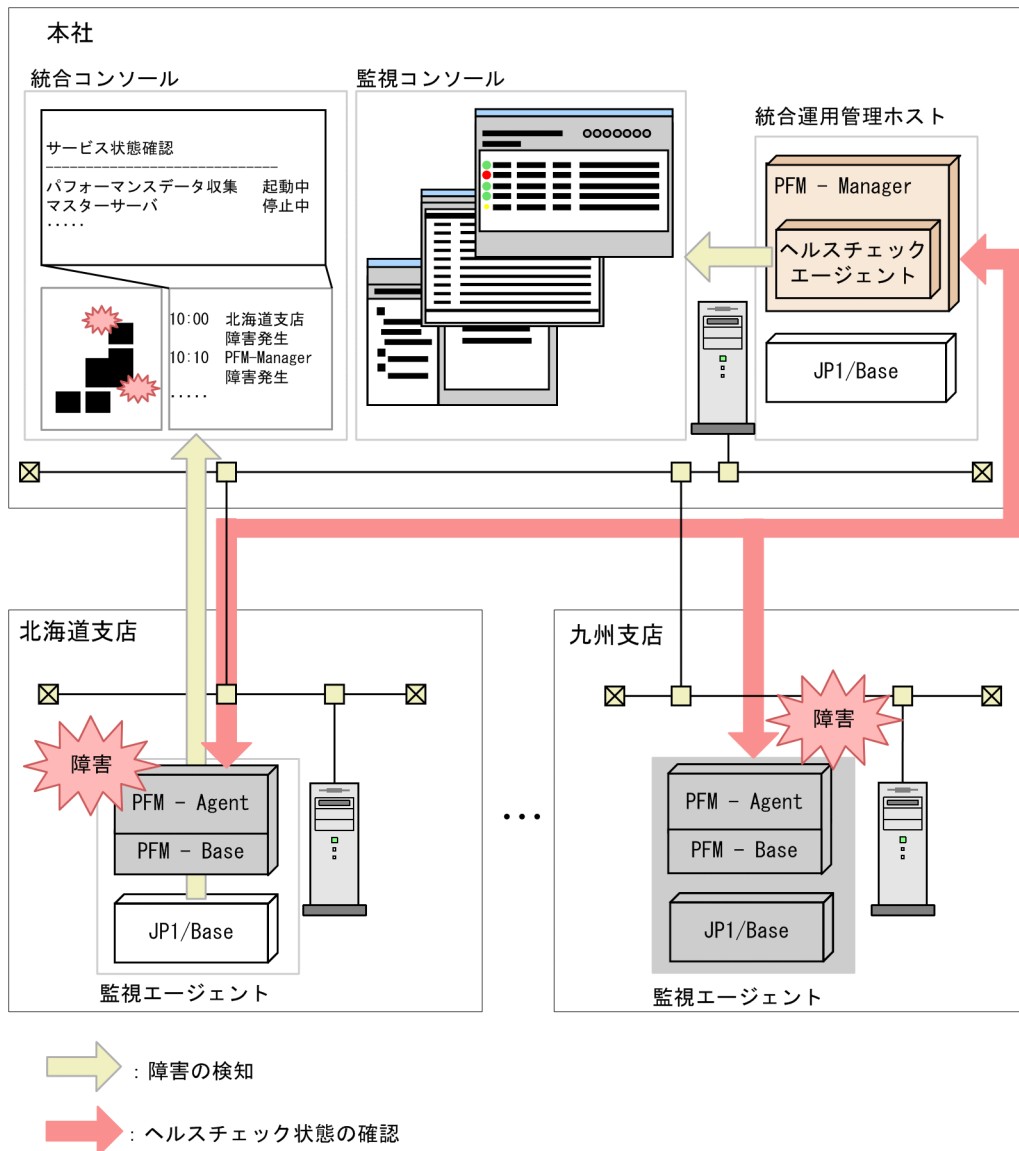 本社
統合コンソール
監視コンソール
統合運用管理ホスト
サービス状態確認
-----------------------------
パフォーマンスデータ収集 起動中
マスターサーバ 停止中
.....
10:00 北海道支店
障害発生
10:10 PFM-Manager
障害発生
.....
PFM - Manager
ヘルスチェック
エージェント
JP1/Base
北海道支店
障害
PFM - Agent
PFM - Base
JP1/Base
監視エージェント
...
九州支店
障害
PFM - Agent
PFM - Base
JP1/Base
監視エージェント
: 障害の検知
: ヘルスチェック状態の確認